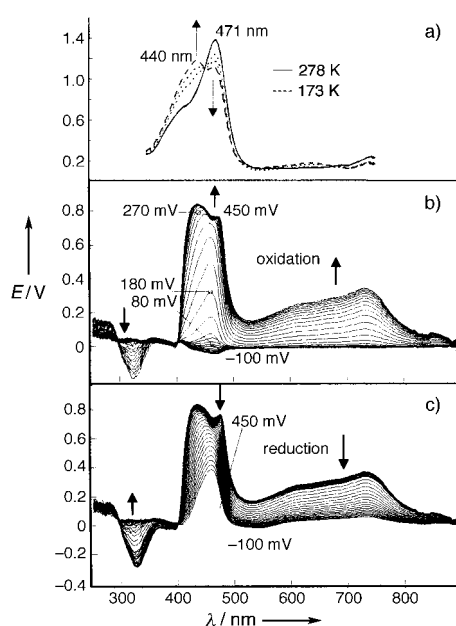 a)
471 nm
440 nm
278 K
173 K
1.4
1.0
0.6
0.2
b)
270 mV
450 mV
180 mV
80 mV
oxidation
-100 mV
0.8
0.6
0.4
0.2
0
E / V
c)
450 mV
reduction
-100 mV
0.8
0.6
0.4
0.2
0
-0.2
-0.4
300 400 500 600 700 800
λ / nm